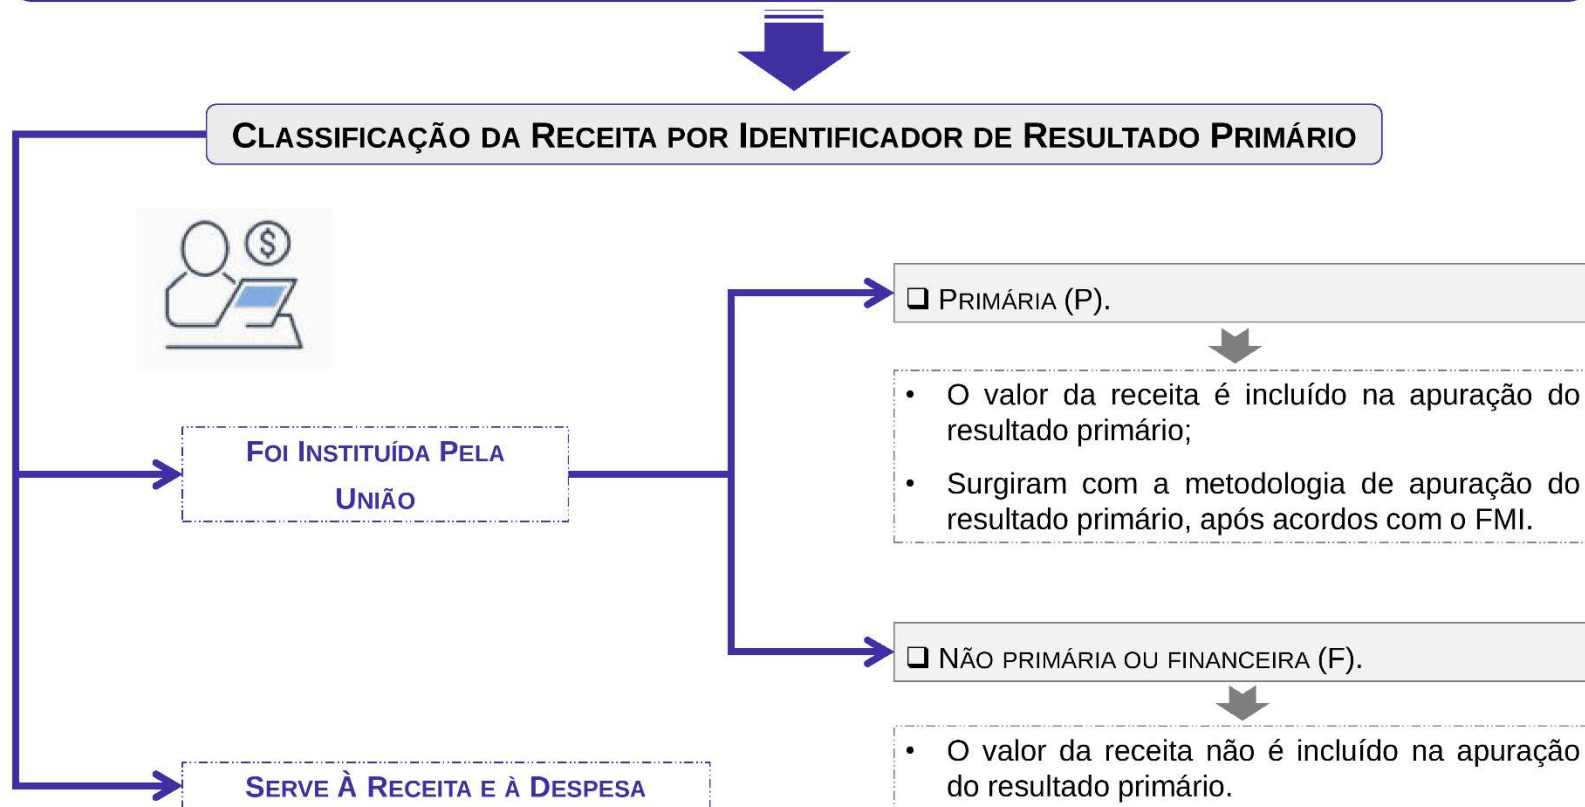 CLASSIFICAÇÃO DA RECEITA POR IDENTIFICADOR DE RESULTADO PRIMÁRIO
$
FOI INSTITUÍDA PELA
UNIÃO
SERVE À RECEITA E À DESPESA
❑ PRIMÁRIA (P).
• O valor da receita é incluído na apuração do
resultado primário;
• Surgiram com a metodologia de apuração do
resultado primário, após acordos com o FMI.
❑ NÃO PRIMÁRIA OU FINANCEIRA (F).
• O valor da receita não é incluído na apuração
do resultado primário.